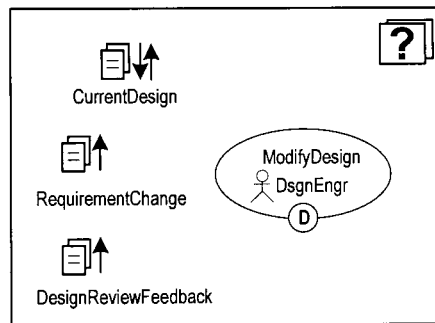 ?
CurrentDesign
ModifyDesign
DsgnEngr
RequirementChange
D
DesignReviewFeedback